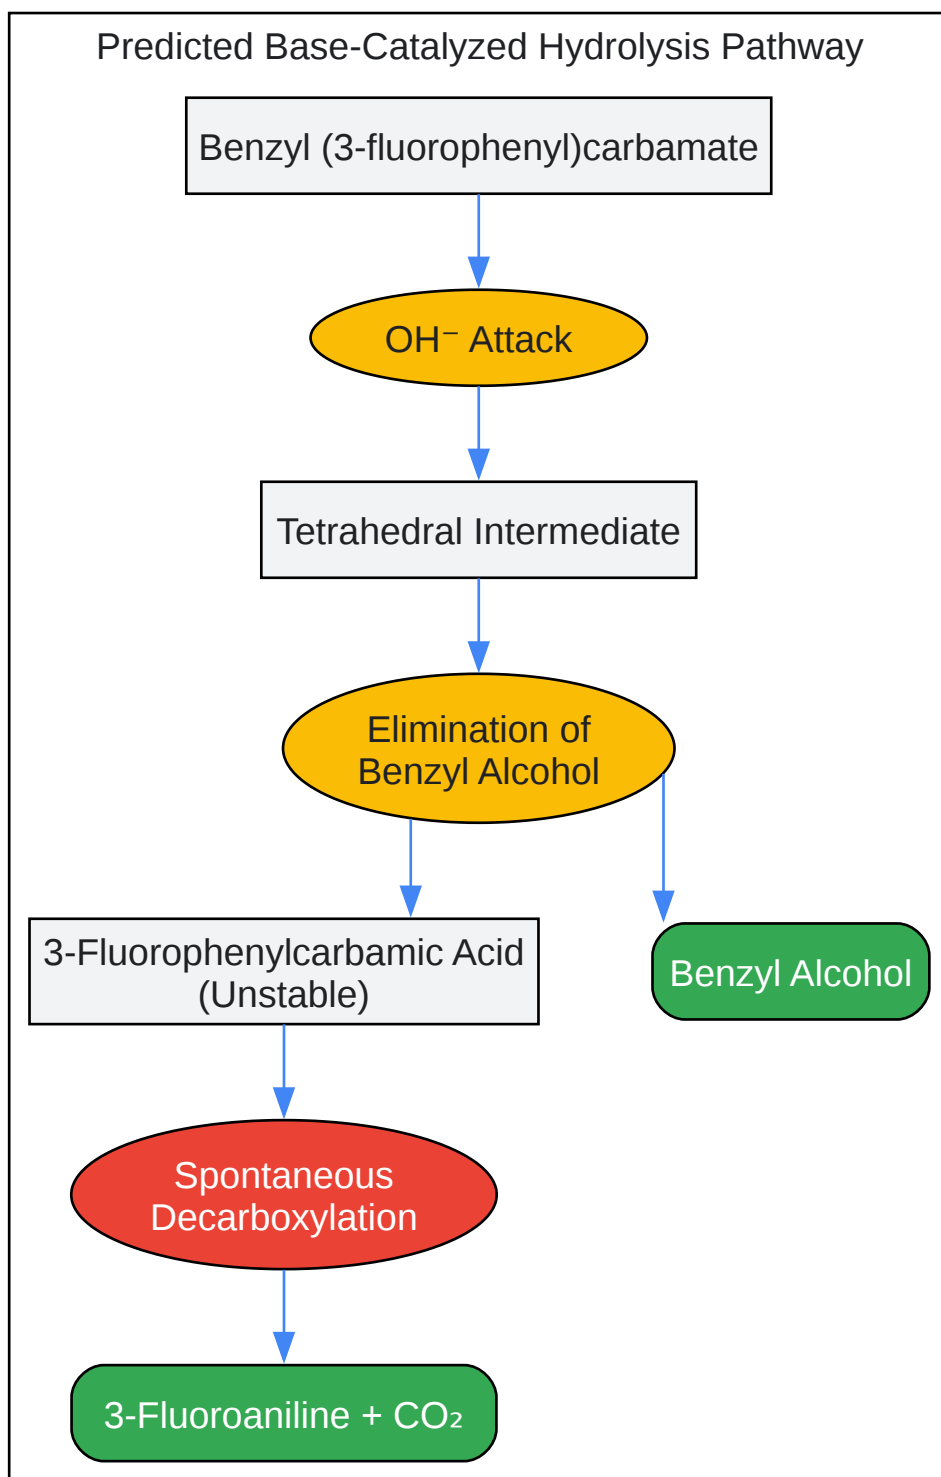 Predicted Base-Catalyzed Hydrolysis Pathway
Benzyl (3-fluorophenyl)carbamate
OH⁻ Attack
Tetrahedral Intermediate
Elimination of
Benzyl Alcohol
3-Fluorophenylcarbamic Acid
(Unstable)
Benzyl Alcohol
Spontaneous
Decarboxylation
3-Fluoroaniline + CO₂